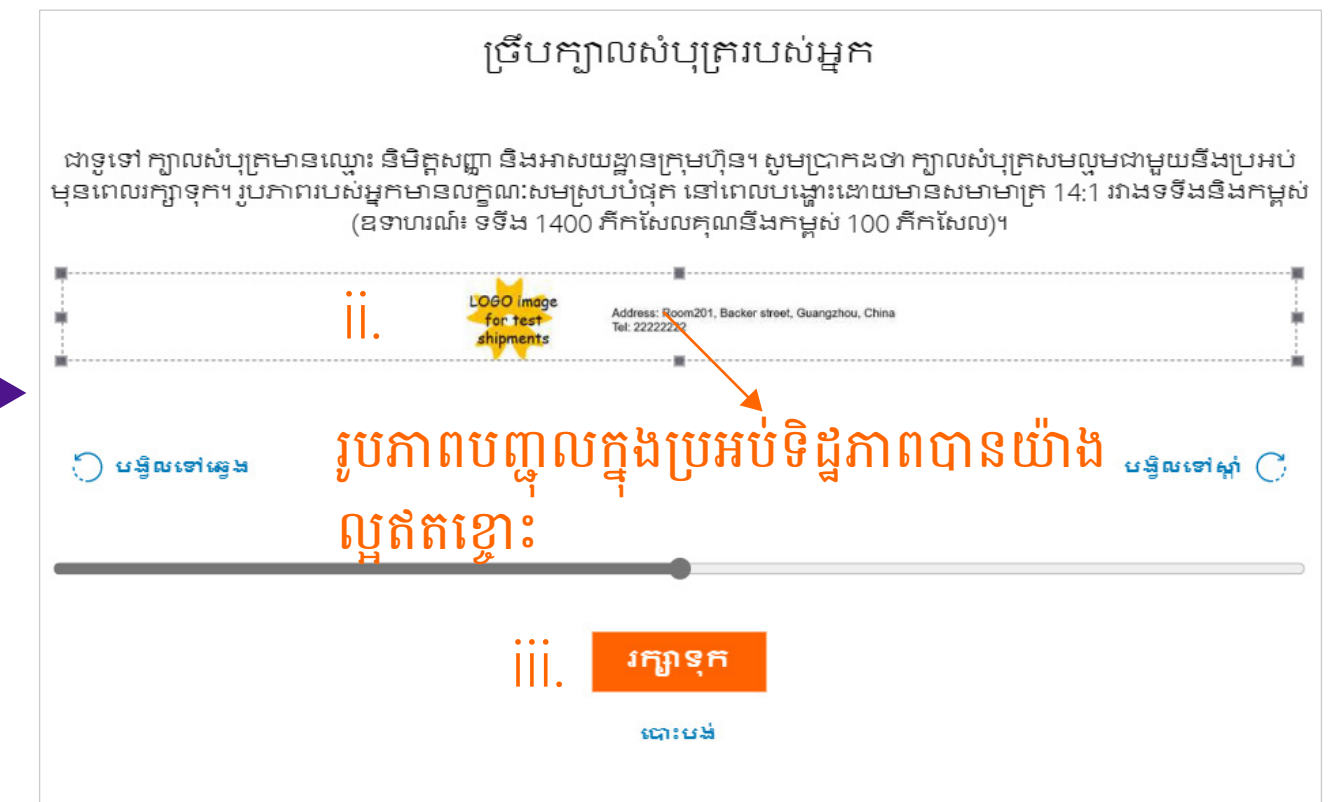 ច្រឹបក្បាលសំបុត្ររបស់អ្នក
ជាទូទៅ ក្បាលសំបុត្រមានឈ្មោះ និមិត្តសញ្ញា និងអាសយដ្ឋានក្រុមហ៊ុន។ សូមប្រាកដថា ក្បាលសំបុត្រសមល្មមជាមួយនឹងប្រអប់
មុនពេលរក្សាទុក។ រូបភាពរបស់អ្នកមានលក្ខណៈសមស្របបំផុត នៅពេលបង្ហោះដោយមានសមាមាត្រ 14:1 រវាងទទឹងនិងកម្ពស់
(ឧទាហរណ៍៖ ទទឹង 1400 ភីកសែលគុណនឹងកម្ពស់ 100 ភីកសែល)។
ii.
LOGO image
for test
shipments
Address: Room201, Backer street, Guangzhou, China
Tel: 22222222
រូបភាពបញ្ជុលក្នុងប្រអប់ទិដ្ឋភាពបានយ៉ាង
ល្អឥតខ្ចោះ
បង្វិលទៅឆ្វេង
បង្វិលទៅស្តាំ
iii.
រក្សាទុក
បោះបង់